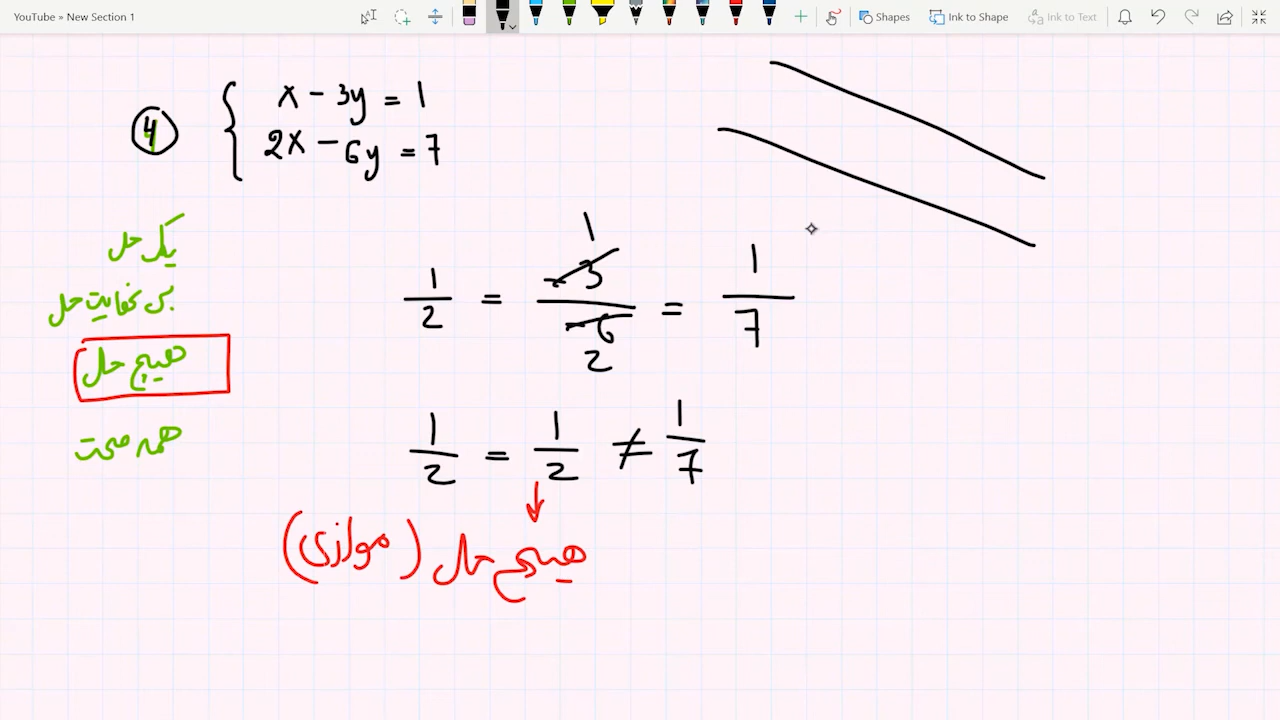 Youtube » New Section 1
Shapes Ink to Shape Ink to Text
4 x - 3y = 1
2x - 6y = 7
یک حل
بی نهایت حل
هیچ حل
همه صحت
1/2 = -3/-6 = 1/7
1
2
1/2 = 1/2 ≠ 1/7
هیچ حل (موازی)